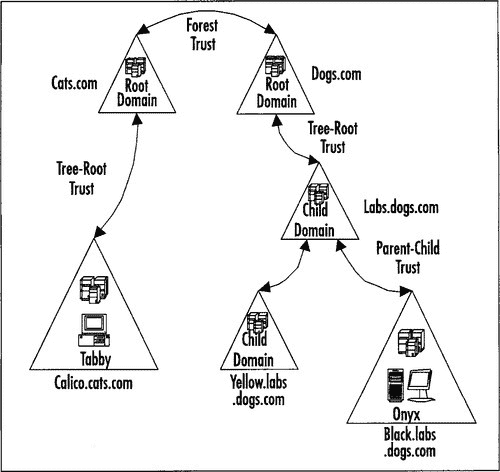 Forest
Trust
Cats.com
Root
Domain
Root
Domain
Dogs.com
Tree-Root
Trust
Tree-Root
Trust
Child
Domain
Labs.dogs.com
Parent-Child
Trust
Tabby
Calico.cats.com
Child
Domain
Yellow.labs
.dogs.com
Onyx
Black.labs
.dogs.com